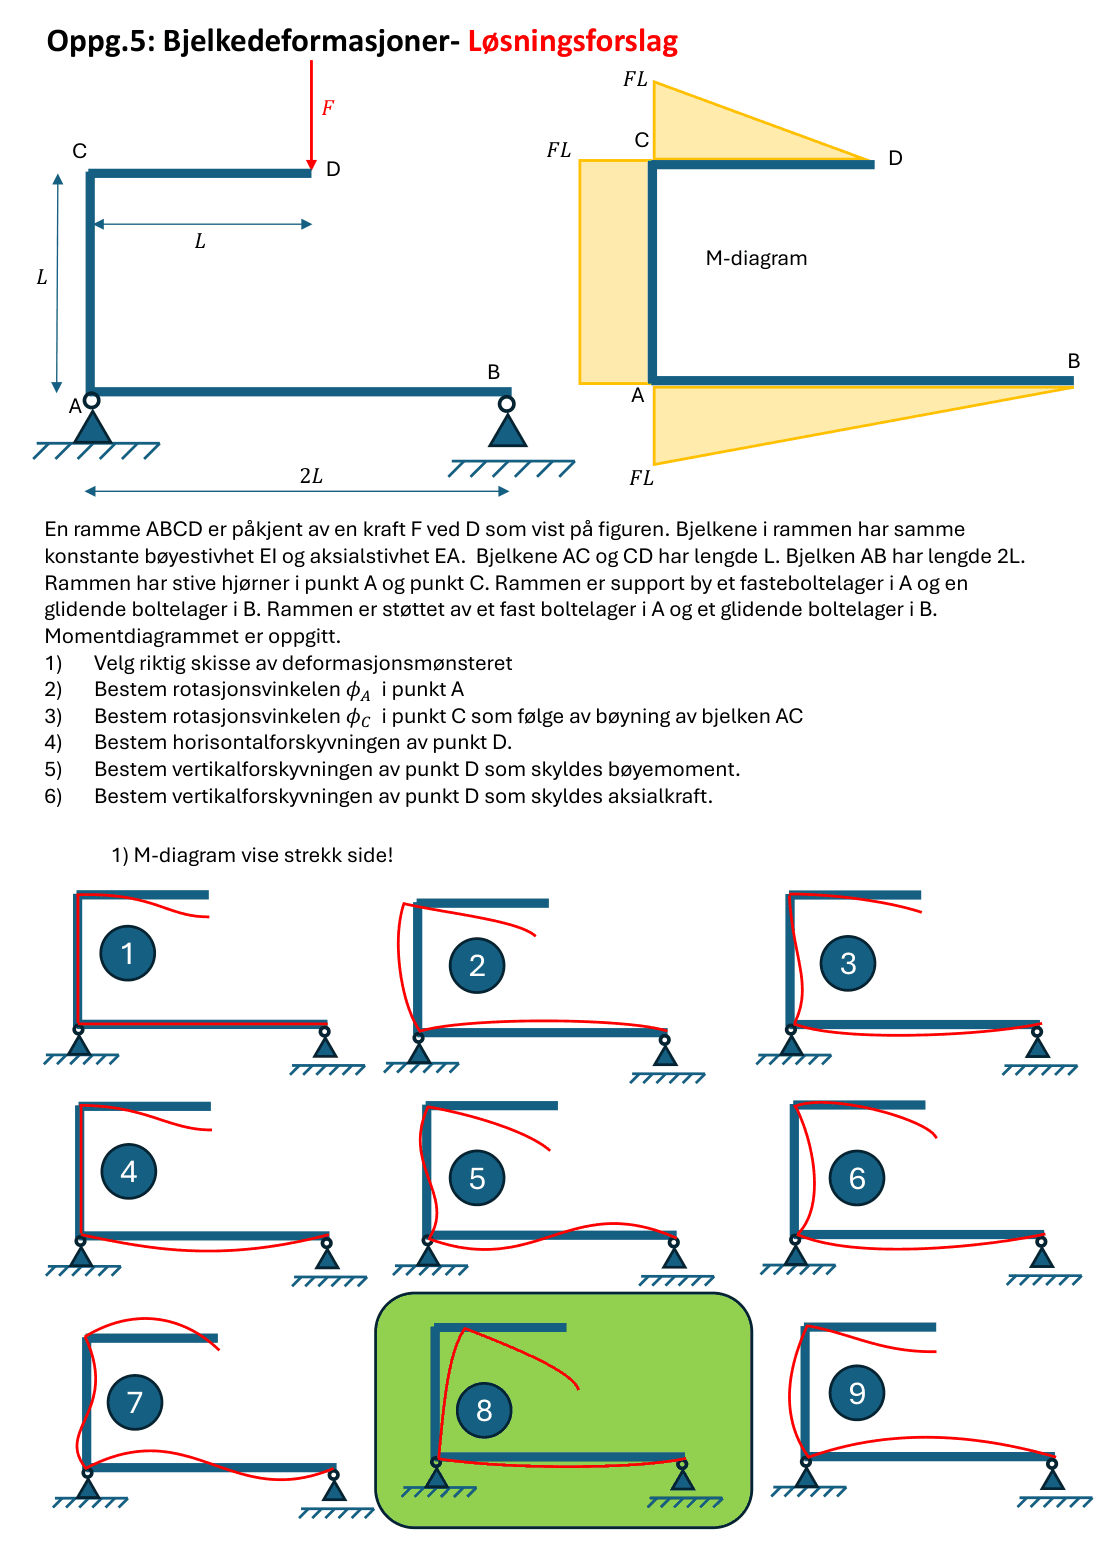 Oppg.5: Bjelkedeformasjoner- Løsningsforslag
F
C
D
L
L
A
B
2L
FL
C
D
FL
M-diagram
B
A
FL
En ramme ABCD er påkjent av en kraft F ved D som vist på figuren. Bjelkene i rammen har samme
konstante bøyestivhet EI og aksialstivhet EA. Bjelkene AC og CD har lengde L. Bjelken AB har lengde 2L.
Rammen har stive hjørner i punkt A og punkt C. Rammen er support by et fasteboltelager i A og en
glidende boltelager i B. Rammen er støttet av et fast boltelager i A og et glidende boltelager i B.
Momentdiagrammet er oppgitt.
1) Velg riktig skisse av deformasjonsmønsteret
2) Bestem rotasjonsvinkelen ϕ_A i punkt A
3) Bestem rotasjonsvinkelen ϕ_C i punkt C som følge av bøyning av bjelken AC
4) Bestem horisontalforskyvningen av punkt D.
5) Bestem vertikalforskyvningen av punkt D som skyldes bøyemoment.
6) Bestem vertikalforskyvningen av punkt D som skyldes aksialkraft.
1) M-diagram vise strekk side!
1
2
3
4
5
6
7
8
9